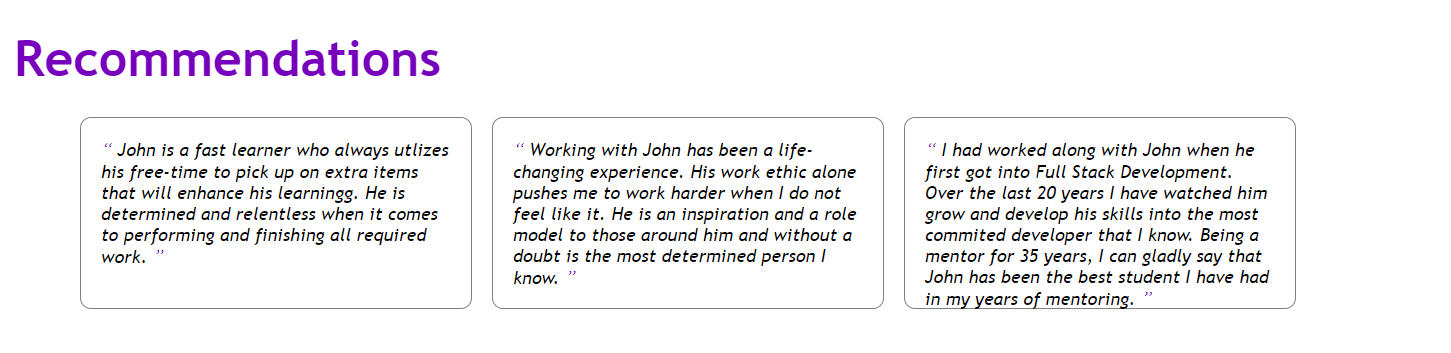 Recommendations
“ John is a fast learner who always utlizes
his free-time to pick up on extra items
that will enhance his learningg. He is
determined and relentless when it comes
to performing and finishing all required
work. ”
“ Working with John has been a life-
changing experience. His work ethic alone
pushes me to work harder when I do not
feel like it. He is an inspiration and a role
model to those around him and without a
doubt is the most determined person I
know. ”
“ I had worked along with John when he
first got into Full Stack Development.
Over the last 20 years I have watched him
grow and develop his skills into the most
commited developer that I know. Being a
mentor for 35 years, I can gladly say that
John has been the best student I have had
in my years of mentoring. ”